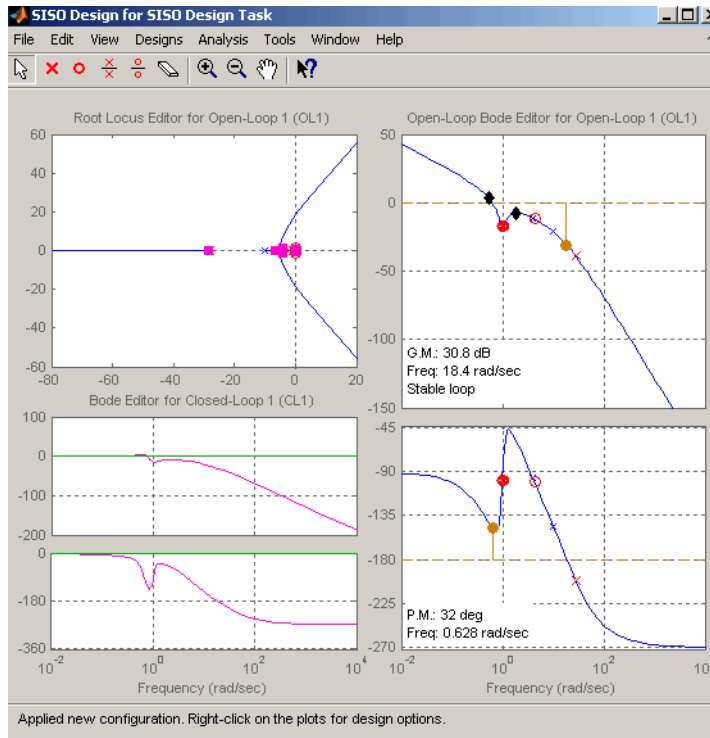 SISO Design for SISO Design Task
File Edit View Designs Analysis Tools Window Help
Root Locus Editor for Open-Loop 1 (OL1)
60
40
20
0
-20
-40
-60
-80 -60 -40 -20 0 20
Bode Editor for Closed-Loop 1 (CL1)
100
0
-100
-200
0
-180
-360
10^-2 10^0 10^2 10^4
Frequency (rad/sec)
Open-Loop Bode Editor for Open-Loop 1 (OL1)
50
0
-50
-100
-150
G.M.: 30.8 dB
Freq: 18.4 rad/sec
Stable loop
-45
-90
-135
-180
-225
-270
P.M.: 32 deg
Freq: 0.628 rad/sec
10^-2 10^0 10^2
Frequency (rad/sec)
Applied new configuration. Right-click on the plots for design options.